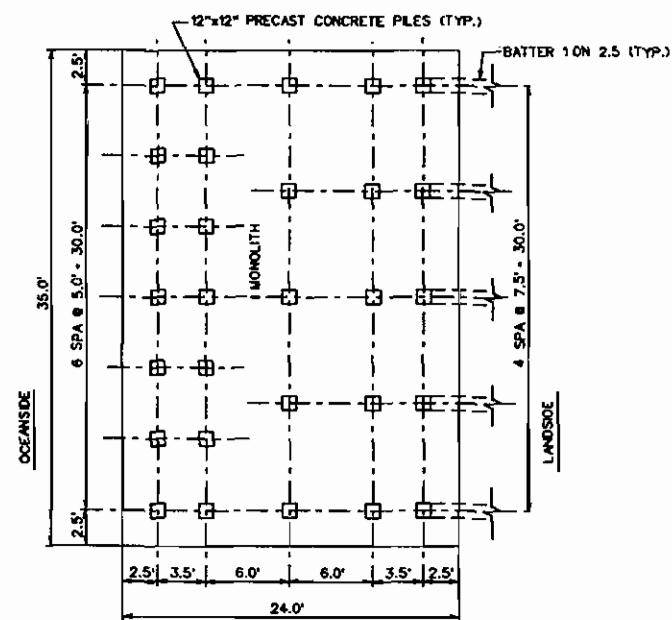 12"x12" PRECAST CONCRETE PILES (TYP.)
BATTER 1 ON 2.5 (TYP.)
2.5'
35.0'
6 SPA @ 5.0' - 30.0'
MONOLITH
4 SPA @ 7.5' - 30.0'
OCEANSIDE
LANDSIDE
2.5'
2.5' 3.5' 6.0' 6.0' 3.5' 2.5'
24.0'